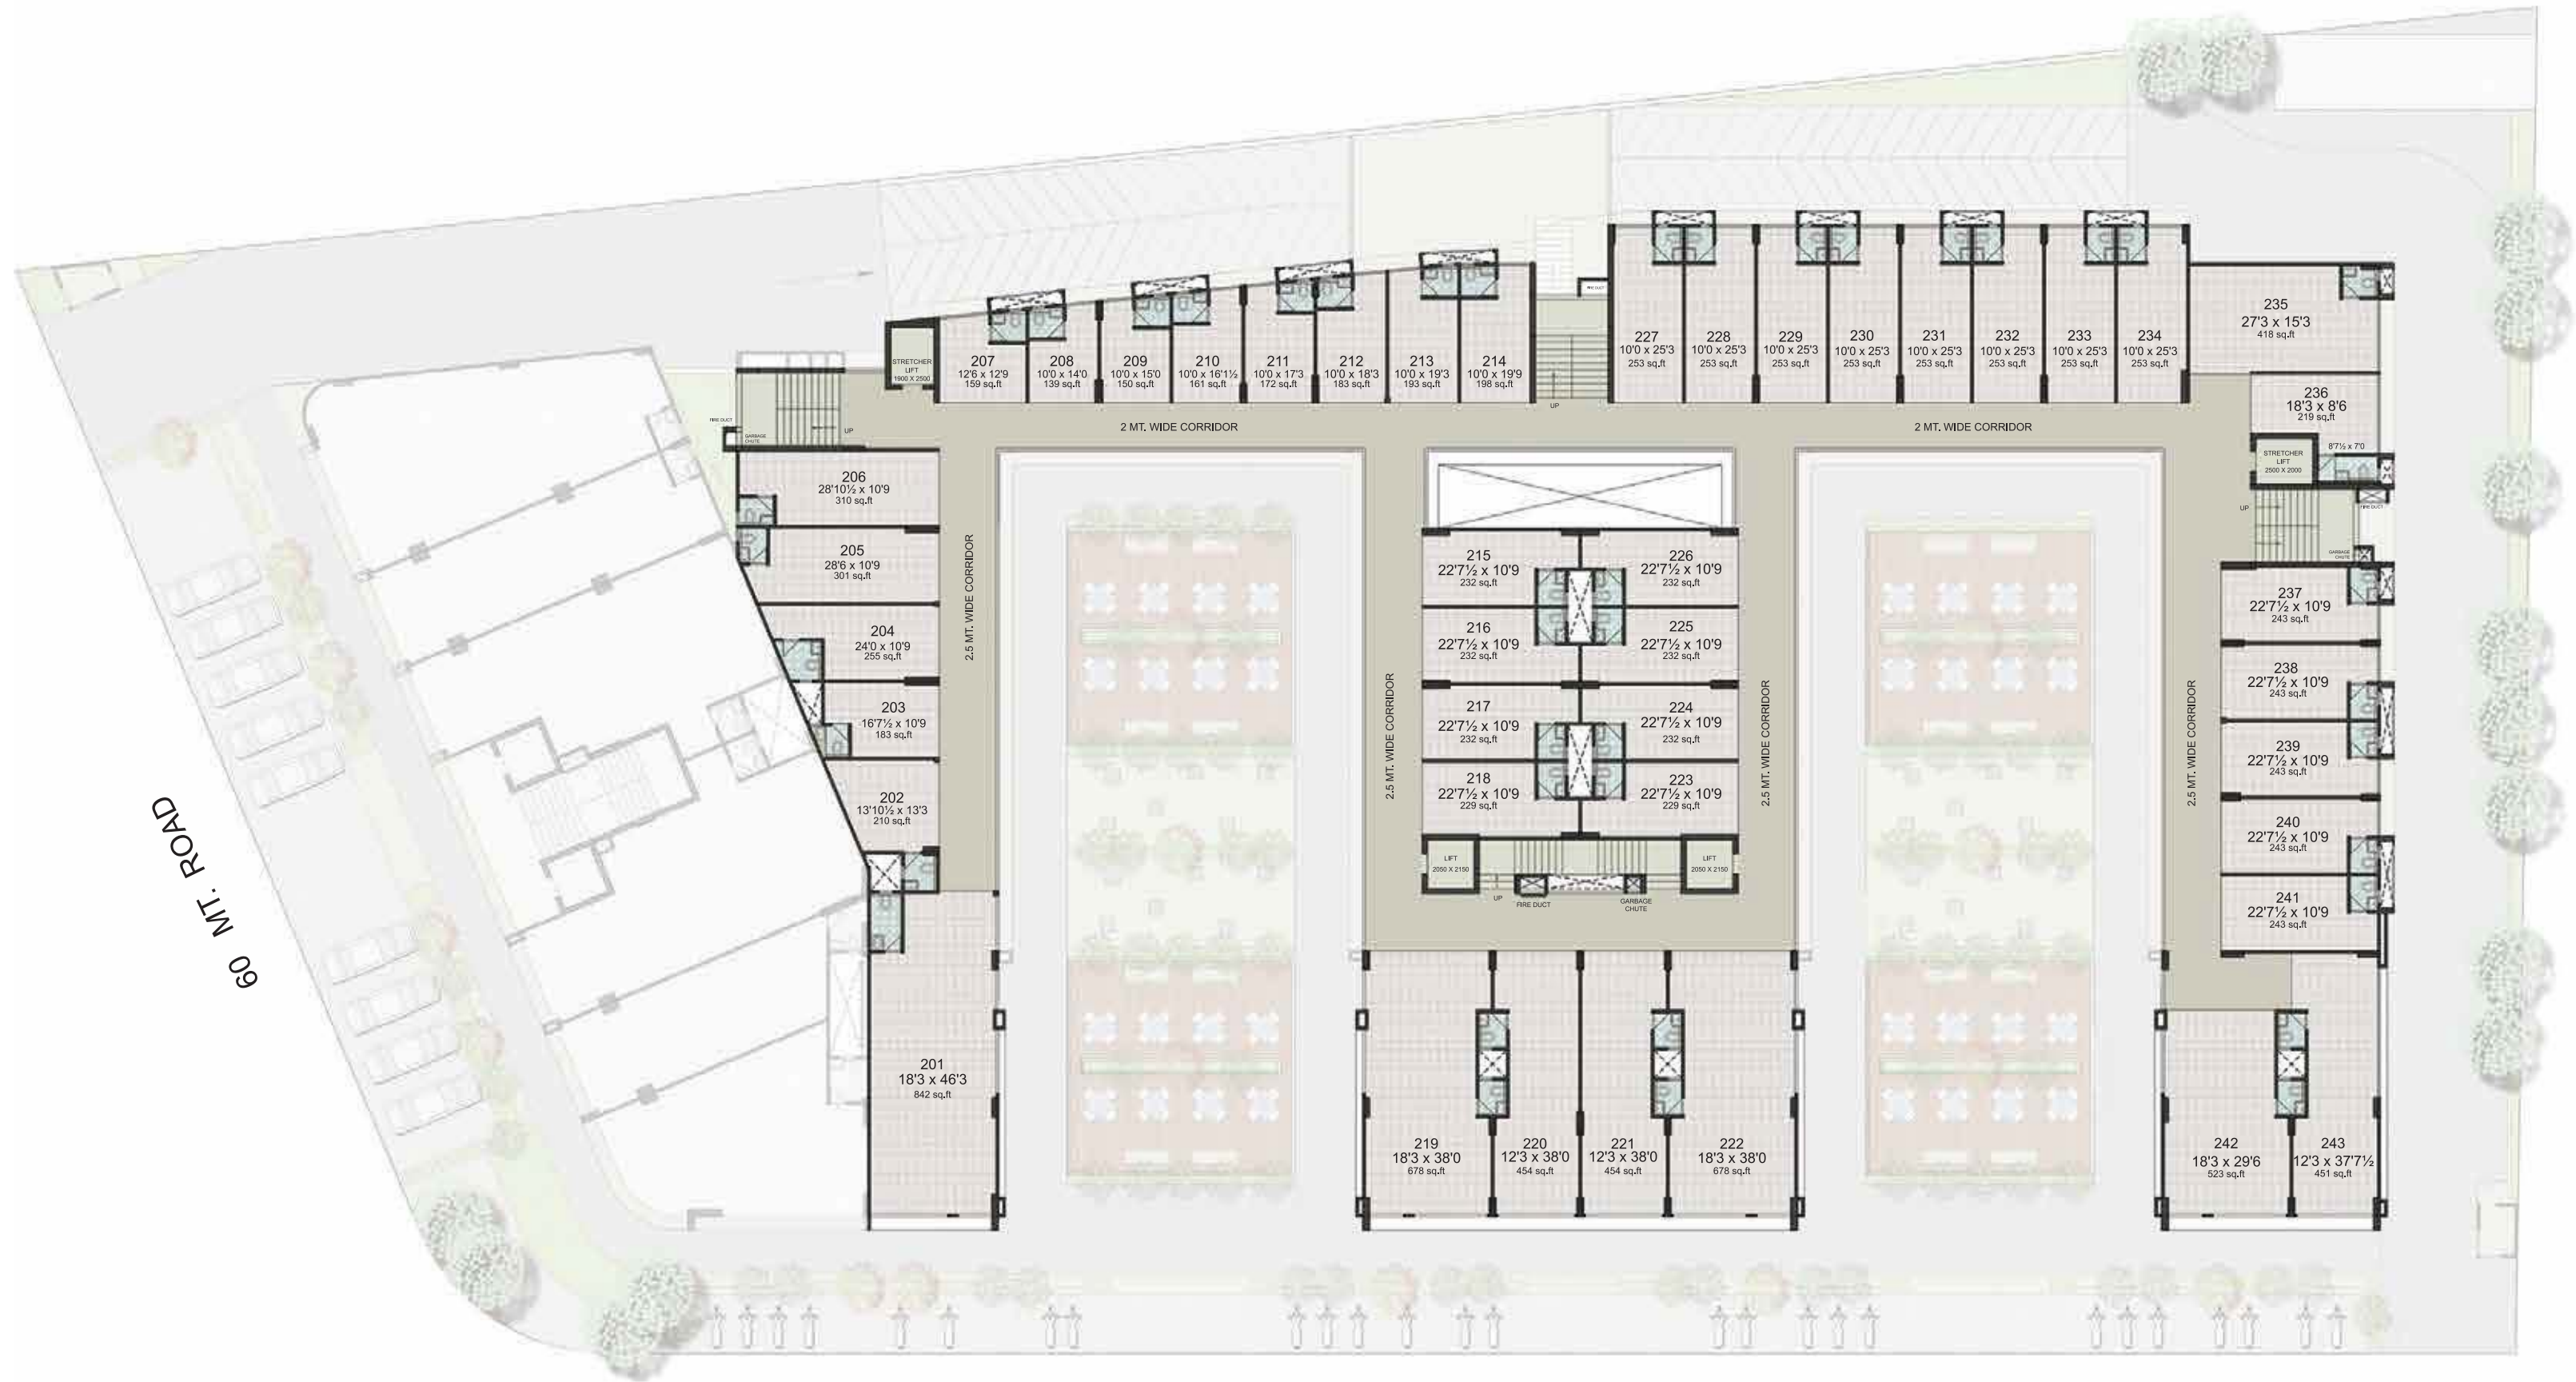 60 MT. ROAD
STRETCHER
LIFT
1900 X 2500
207
12'6 x 12'9
159 sq.ft
208
10'0 x 14'0
139 sq.ft
209
10'0 x 15'0
150 sq.ft
210
10'0 x 16'1½
161 sq.ft
211
10'0 x 17'3
172 sq.ft
212
10'0 x 18'3
183 sq.ft
213
10'0 x 19'3
193 sq.ft
214
10'0 x 19'9
198 sq.ft
FIRE DUCT
UP
227
10'0 x 25'3
253 sq.ft
228
10'0 x 25'3
253 sq.ft
229
10'0 x 25'3
253 sq.ft
230
10'0 x 25'3
253 sq.ft
231
10'0 x 25'3
253 sq.ft
232
10'0 x 25'3
253 sq.ft
233
10'0 x 25'3
253 sq.ft
234
10'0 x 25'3
253 sq.ft
235
27'3 x 15'3
418 sq.ft
236
18'3 x 8'6
219 sq.ft
8'7½ x 7'0
STRETCHER
LIFT
2500 X 2000
FIRE DUCT
UP
GARBAGE
CHUTE
FIRE DUCT
GARBAGE
CHUTE
UP
2 MT. WIDE CORRIDOR
2 MT. WIDE CORRIDOR
206
28'10½ x 10'9
310 sq.ft
205
28'6 x 10'9
301 sq.ft
204
24'0 x 10'9
255 sq.ft
203
16'7½ x 10'9
183 sq.ft
202
13'10½ x 13'3
210 sq.ft
201
18'3 x 46'3
842 sq.ft
2.5 MT. WIDE CORRIDOR
2.5 MT. WIDE CORRIDOR
215
22'7½ x 10'9
232 sq.ft
226
22'7½ x 10'9
232 sq.ft
216
22'7½ x 10'9
232 sq.ft
225
22'7½ x 10'9
232 sq.ft
217
22'7½ x 10'9
232 sq.ft
224
22'7½ x 10'9
232 sq.ft
218
22'7½ x 10'9
229 sq.ft
223
22'7½ x 10'9
229 sq.ft
LIFT
2050 X 2150
LIFT
2050 X 2150
UP
FIRE DUCT
GARBAGE
CHUTE
2.5 MT. WIDE CORRIDOR
219
18'3 x 38'0
678 sq.ft
220
12'3 x 38'0
454 sq.ft
221
12'3 x 38'0
454 sq.ft
222
18'3 x 38'0
678 sq.ft
2.5 MT. WIDE CORRIDOR
237
22'7½ x 10'9
243 sq.ft
238
22'7½ x 10'9
243 sq.ft
239
22'7½ x 10'9
243 sq.ft
240
22'7½ x 10'9
243 sq.ft
241
22'7½ x 10'9
243 sq.ft
242
18'3 x 29'6
523 sq.ft
243
12'3 x 37'7½
451 sq.ft